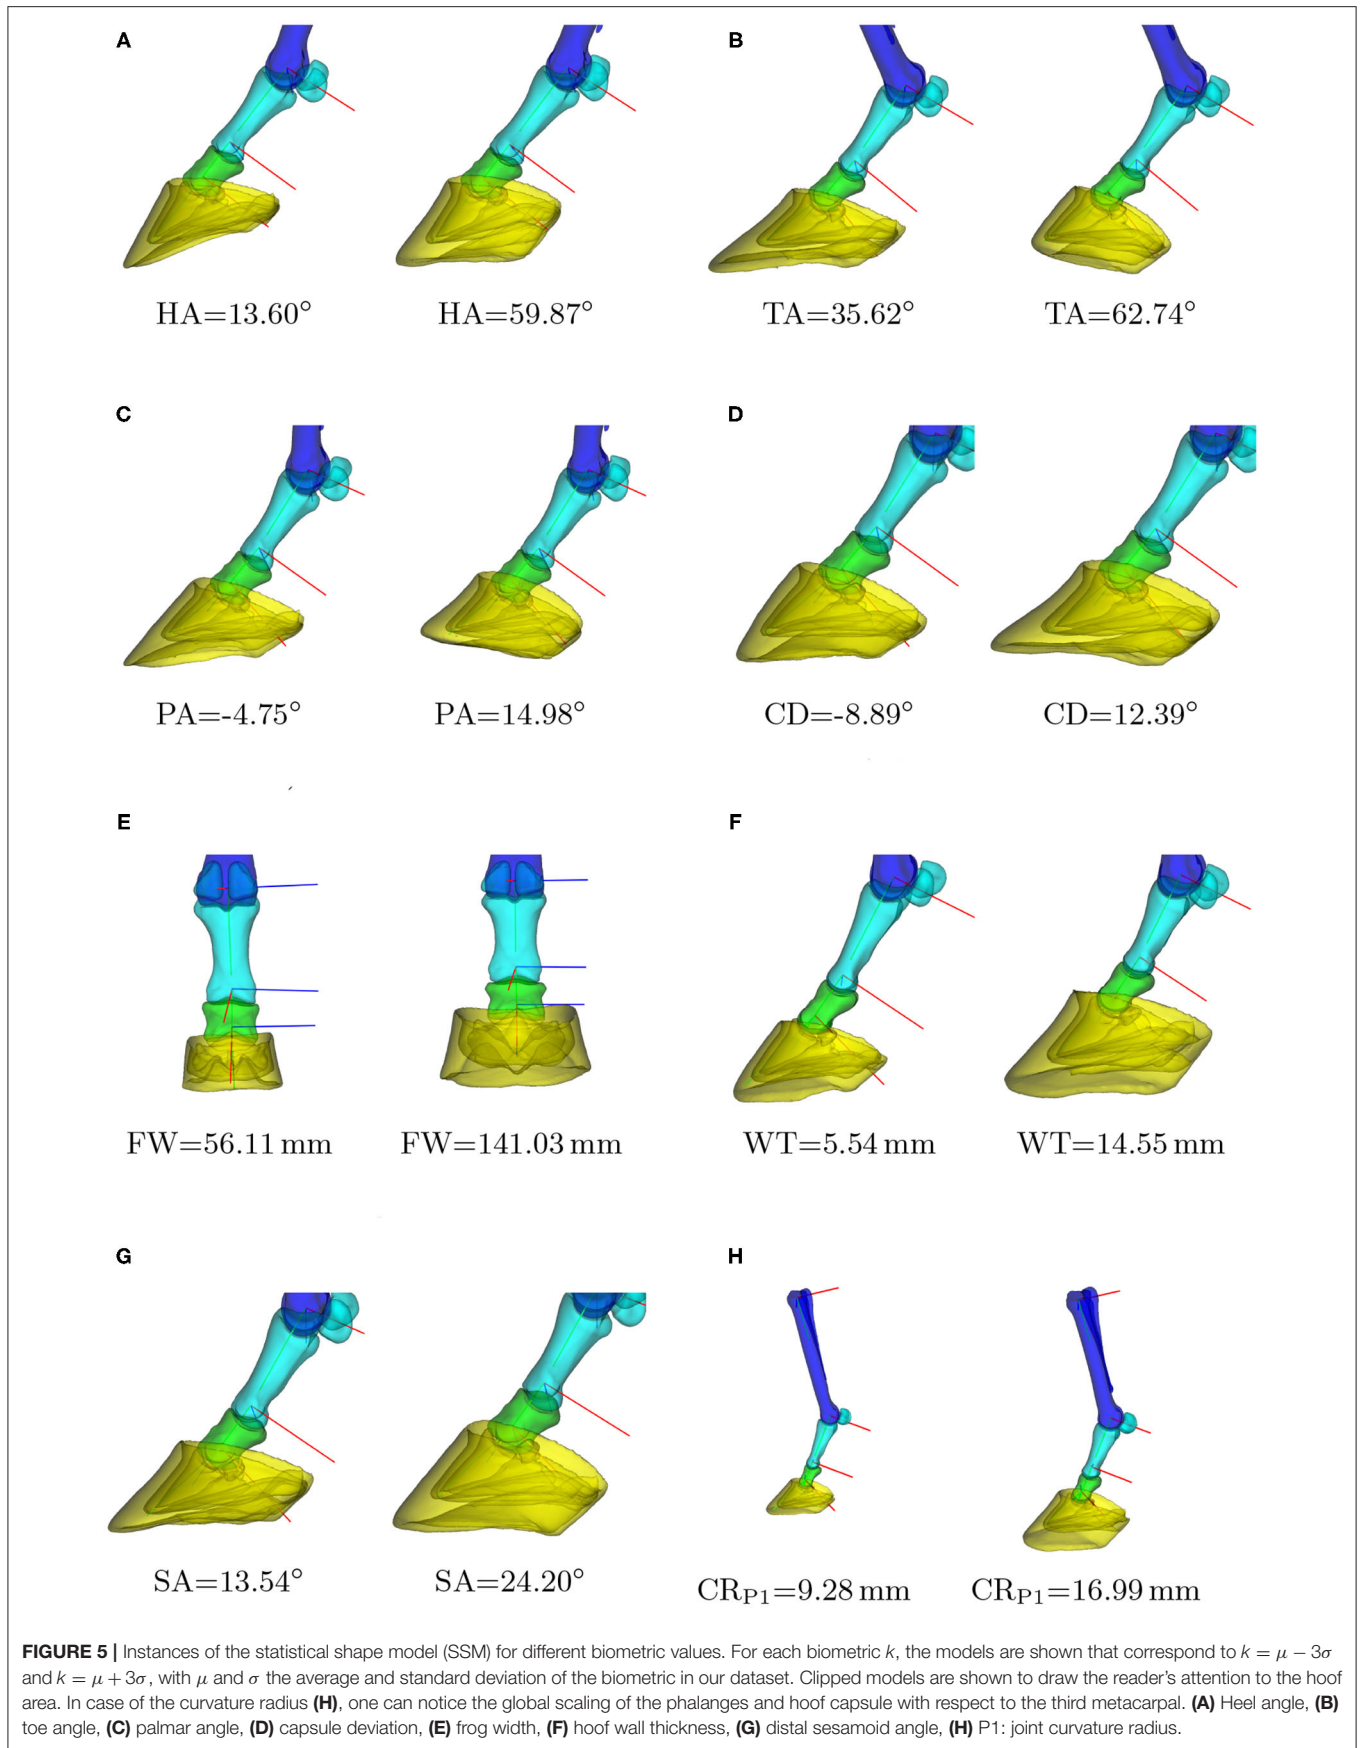 A
B
HA=13.60°
HA=59.87°
TA=35.62°
TA=62.74°
C
D
PA=-4.75°
PA=14.98°
CD=-8.89°
CD=12.39°
E
F
FW=56.11 mm
FW=141.03 mm
WT=5.54 mm
WT=14.55 mm
G
H
SA=13.54°
SA=24.20°
CRP1=9.28 mm
CRP1=16.99 mm
FIGURE 5 | Instances of the statistical shape model (SSM) for different biometric values. For each biometric k, the models are shown that correspond to k = μ − 3σ
and k = μ + 3σ, with μ and σ the average and standard deviation of the biometric in our dataset. Clipped models are shown to draw the reader's attention to the hoof
area. In case of the curvature radius (H), one can notice the global scaling of the phalanges and hoof capsule with respect to the third metacarpal. (A) Heel angle, (B)
toe angle, (C) palmar angle, (D) capsule deviation, (E) frog width, (F) hoof wall thickness, (G) distal sesamoid angle, (H) P1: joint curvature radius.